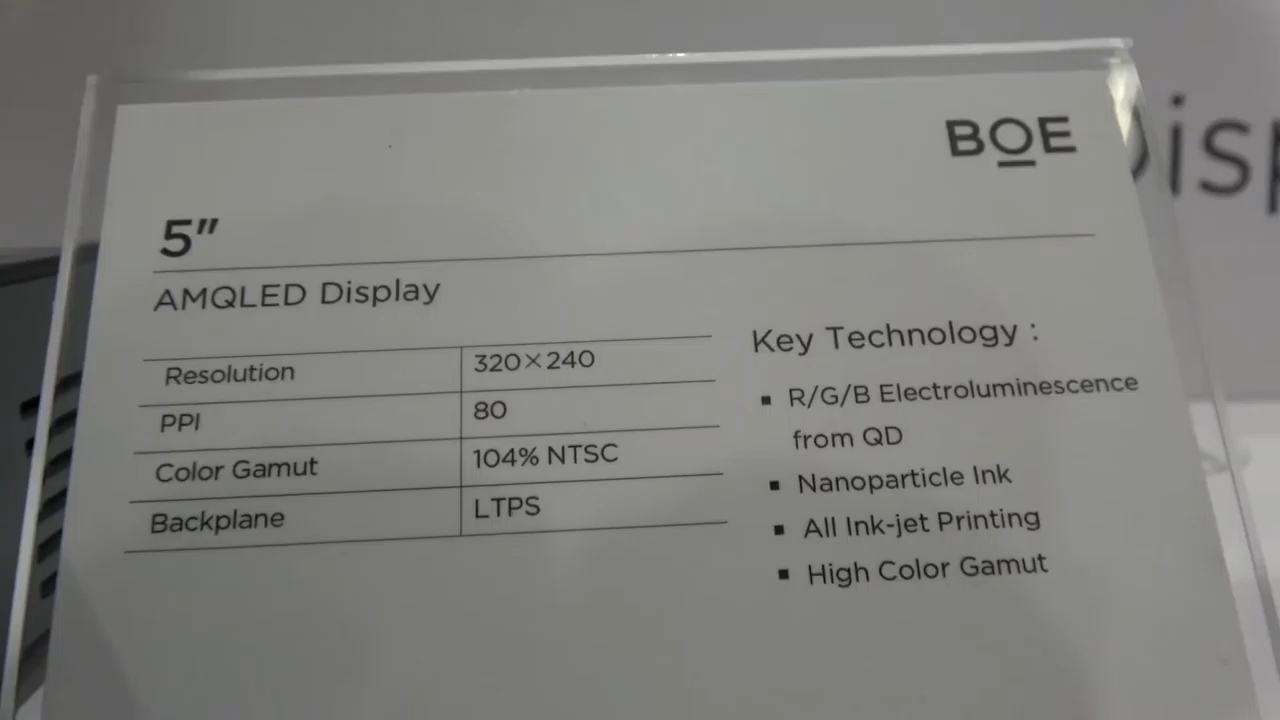 BOE
5"
AMQLED Display
Resolution 320×240
PPI 80
Color Gamut 104% NTSC
Backplane LTPS
Key Technology :
▪ R/G/B Electroluminescence
from QD
▪ Nanoparticle Ink
▪ All Ink-jet Printing
▪ High Color Gamut